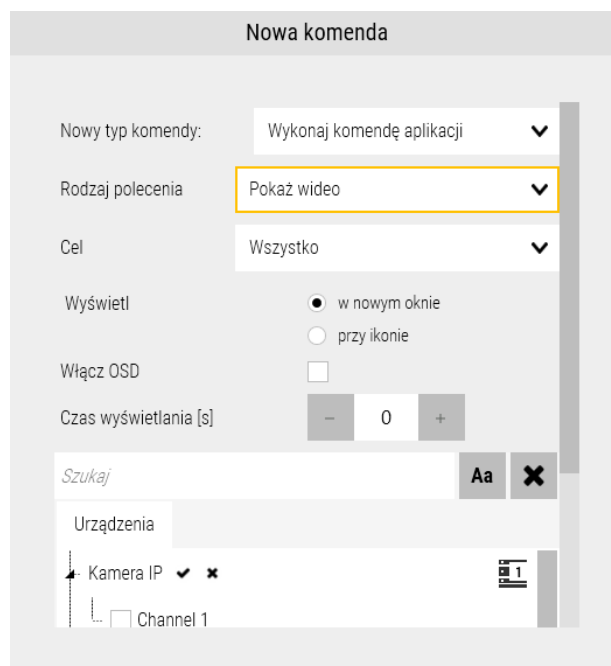 Nowa komenda
Nowy typ komendy: Wykonaj komendę aplikacji
Rodzaj polecenia Pokaż wideo
Cel Wszystko
Wyświetl w nowym oknie
przy ikonie
Włącz OSD
Czas wyświetlania [s] − 0 +
Szukaj Aa
Urządzenia
Kamera IP 1
Channel 1